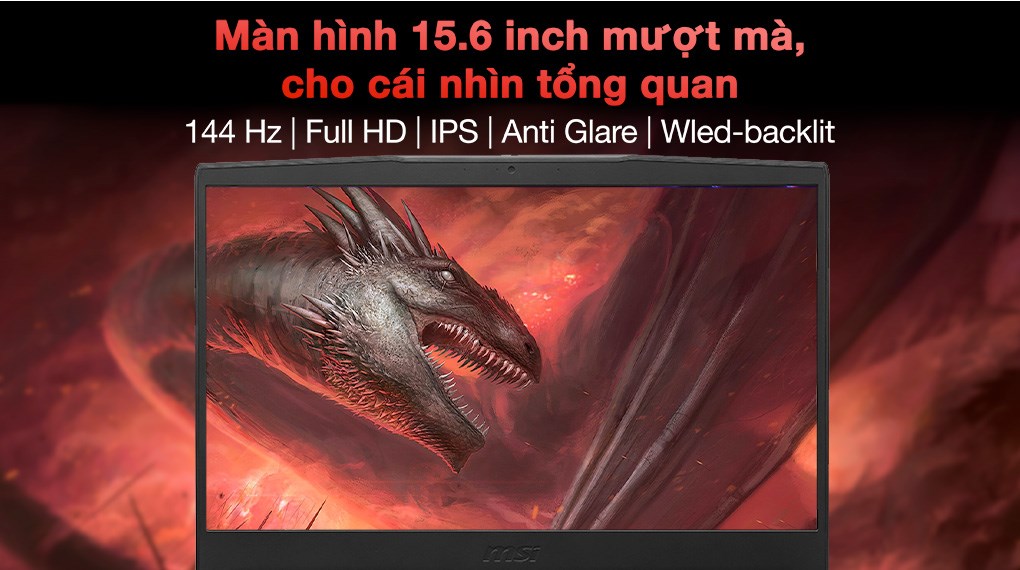 Màn hình 15.6 inch mượt mà,
cho cái nhìn tổng quan
144 Hz | Full HD | IPS | Anti Glare | Wled-backlit
msi